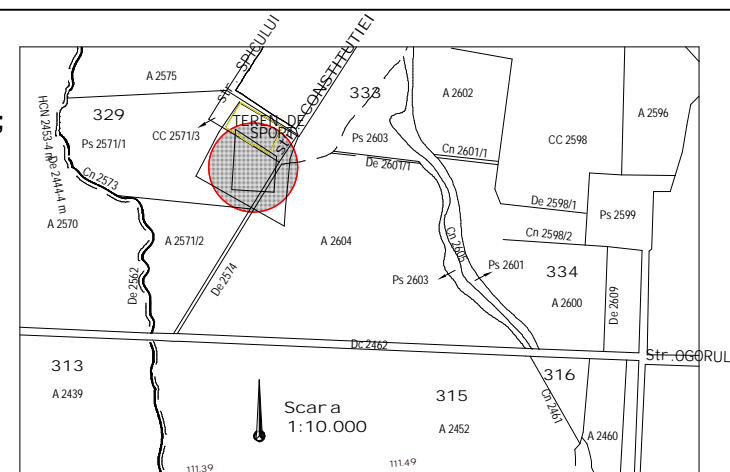 Str. SPICULUI
Str. CONSTITUTIEI
A 2575
333
A 2602
A 2596
329
TEREN DE
SPORT
HCN 2453-4 m
De 2444-4 m
Ps 2571/1
CC 2571/3
Ps 2603
Cn 2601/1
CC 2598
De 2601/1
Cn 2573
De 2598/1
Ps 2599
A 2570
A 2571/2
A 2604
Cn 2605
Cn 2598/2
De 2562
De 2574
Ps 2603
Ps 2601
334
A 2600
De 2609
Dc 2462
Str.OGORUL
313
A 2439
316
315
Scara
1:10.000
Cn 2461
A 2452
A 2460
111.39
111.49